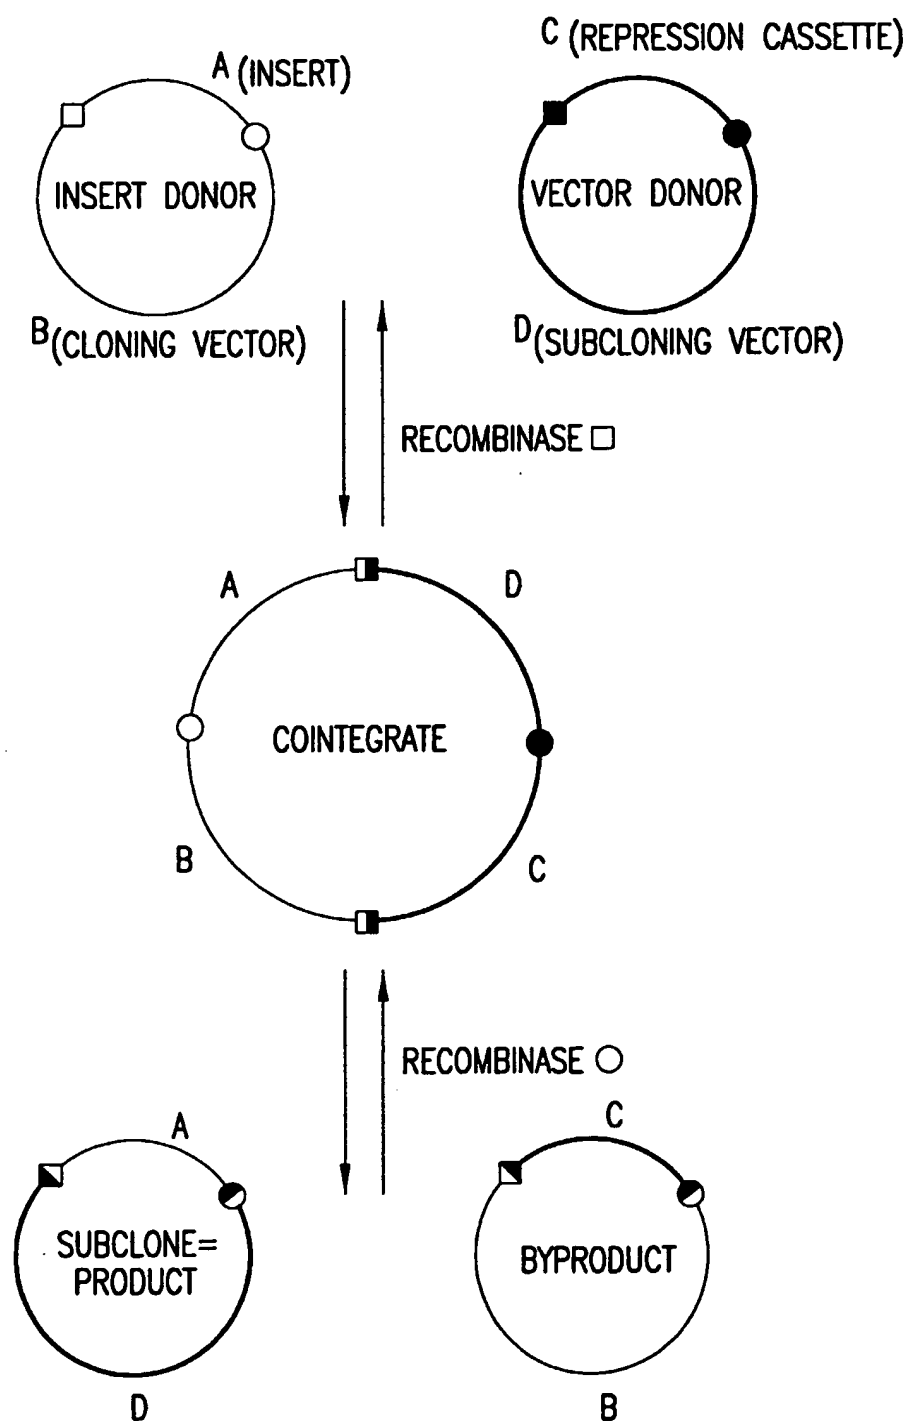 A (INSERT)
C (REPRESSION CASSETTE)
INSERT DONOR
VECTOR DONOR
B (CLONING VECTOR)
D (SUBCLONING VECTOR)
RECOMBINASE
A
D
COINTEGRATE
B
C
RECOMBINASE
A
C
SUBCLONE=
PRODUCT
BYPRODUCT
D
B